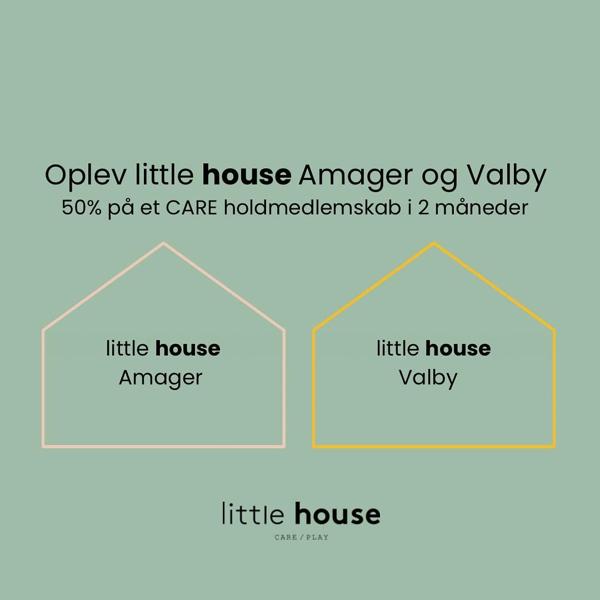 Oplev little house Amager og Valby
50% på et CARE holdmedlemskab i 2 måneder
little house
Amager
little house
Valby
little house
CARE / PLAY